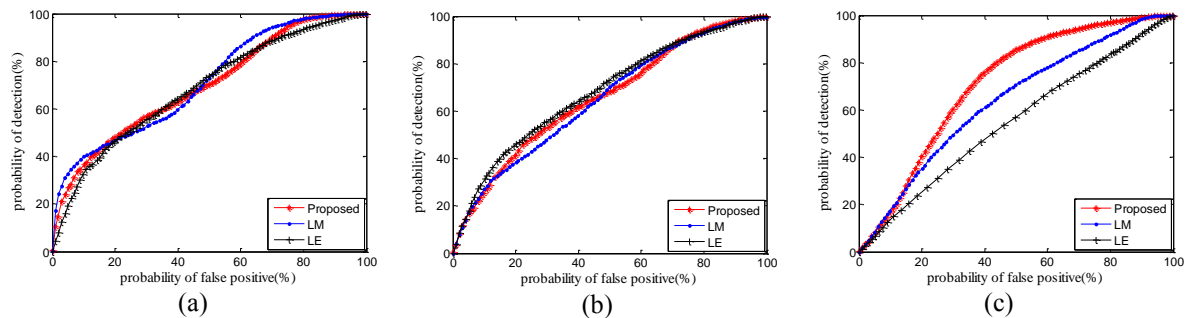 100
80
60
40
20
0
probability of detection(%)
Proposed
LM
LE
0 20 40 60 80 100
probability of false positive(%)
(a)
100
80
60
40
20
0
probability of detection(%)
Proposed
LM
LE
0 20 40 60 80 100
probability of false positive(%)
(b)
100
80
60
40
20
0
probability of detection(%)
Proposed
LM
LE
0 20 40 60 80 100
probability of false positive(%)
(c)